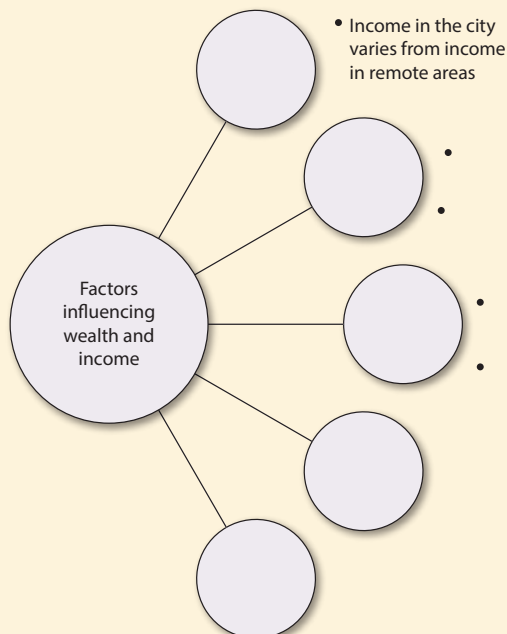 • Income in the city
varies from income
in remote areas
•
•
Factors
influencing
wealth and
income
•
•